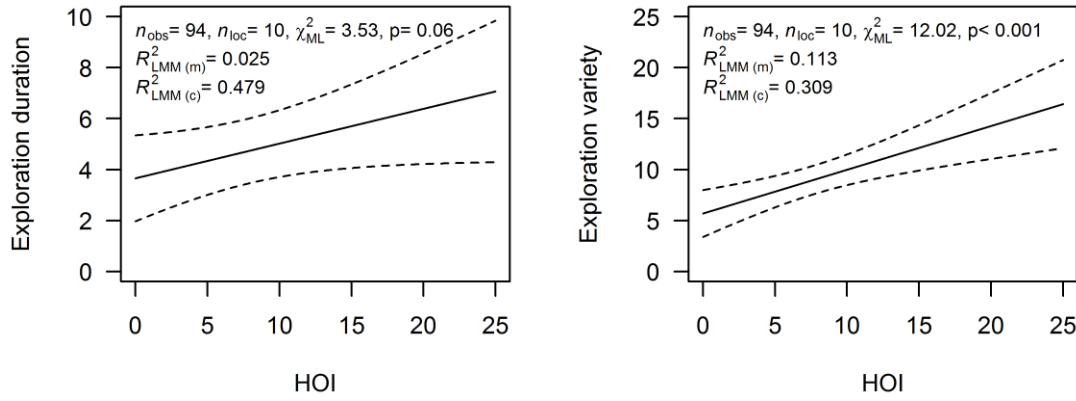 Exploration duration
10
8
6
4
2
0
n_obs= 94, n_loc= 10, χ²_ML= 3.53, p= 0.06
R²_LMM (m)= 0.025
R²_LMM (c)= 0.479
0 5 10 15 20 25
HOI
Exploration variety
25
20
15
10
5
0
n_obs= 94, n_loc= 10, χ²_ML= 12.02, p< 0.001
R²_LMM (m)= 0.113
R²_LMM (c)= 0.309
0 5 10 15 20 25
HOI